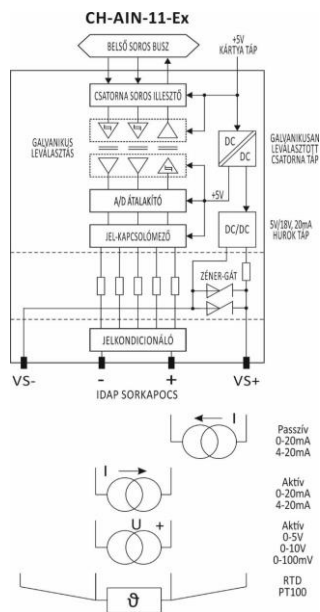 CH-AIN-11-Ex
BELSŐ SOROS BUSZ
+5V
KÁRTYA TÁP
CSATORNA SOROS ILLESZTŐ
GALVANIKUS
LEVÁLASZTÁS
DC
DC
GALVANIKUSAN
LEVÁLASZTOTT
CSATORNA TÁP
A/D ÁTALAKÍTÓ
+5V
JEL-KAPCSOLÓMEZŐ
DC/DC
5V/18V, 20mA
HUROK TÁP
ZÉNER-GÁT
JELKONDICIONÁLÓ
VS-
-
+
VS+
IDAP SORKAPOCS
I
Passzív
0-20mA
4-20mA
I
Aktív
0-20mA
4-20mA
U +
Aktív
0-5V
0-10V
0-100mV
ϑ
RTD
PT100